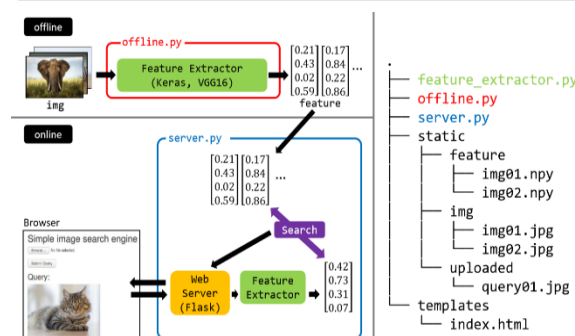 offline
offline.py
Feature Extractor
(Keras, VGG16)
img
0.21 0.17
0.43 0.84
0.02 0.22
0.59 0.86
...
feature
online
server.py
0.21 0.17
0.43 0.84
0.02 0.22
0.59 0.86
...
Search
Browser
Simple image search engine
Query:
Web
Server
(Flask)
Feature
Extractor
0.42
0.73
0.31
0.07
.
├── feature_extractor.py
├── offline.py
├── server.py
├── static
│   ├── feature
│   │   ├── img01.npy
│   │   └── img02.npy
│   ├── img
│   │   ├── img01.jpg
│   │   └── img02.jpg
│   └── uploaded
│       └── query01.jpg
└── templates
    └── index.html